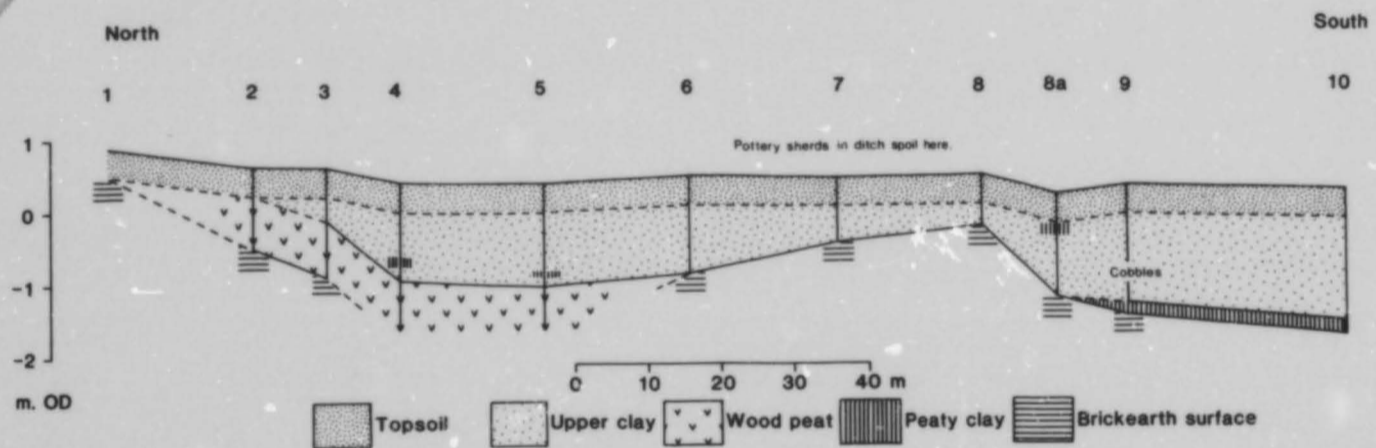 North South
1 2 3 4 5 6 7 8 8a 9 10
Pottery sherds in ditch spoil here.
1
0
Cobbles
-1
-2
m. OD
0 10 20 30 40 m
Topsoil Upper clay Wood peat Peaty clay Brickearth surface